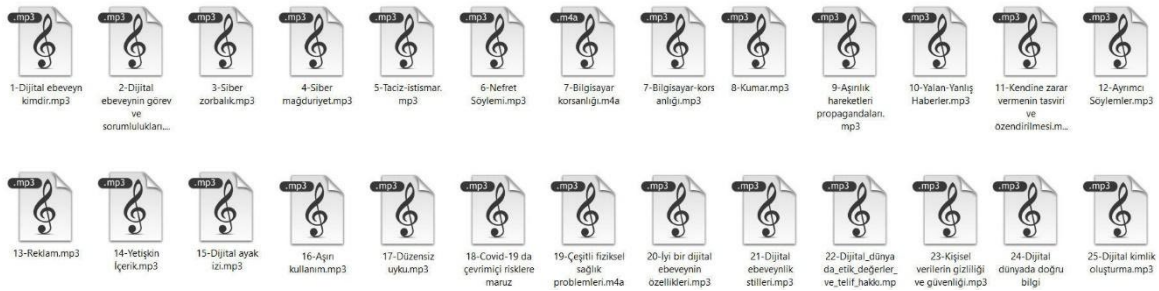 .mp3 .mp3 .mp3 .mp3 .mp3 .mp3 .m4a .mp3 .mp3 .mp3 .mp3 .mp3 .mp3
1-Dijital ebeveyn
kimdir.mp3
2-Dijital
ebeveynin görev
ve
sorumlulukları....
3-Siber
zorbalık.mp3
4-Siber
mağduriyet.mp3
5-Taciz-istismar.
mp3
6-Nefret
Söylemi.mp3
7-Bilgisayar
korsanlığı.m4a
7-Bilgisayar-kors
anlığı.mp3
8-Kumar.mp3
9-Aşırılık
hareketleri
propagandaları.
mp3
10-Yalan-Yanlış
Haberler.mp3
11-Kendine zarar
vermenin tasviri
ve
özendirilmesi.m...
12-Ayrımcı
Söylemler.mp3
.mp3 .mp3 .mp3 .mp3 .mp3 .mp3 .mp3 .mp3 .mp3 .mp3 .mp3 .mp3 .mp3
13-Reklam.mp3
14-Yetişkin
İçerik.mp3
15-Dijital ayak
izi.mp3
16-Aşırı
kullanım.mp3
17-Düzensiz
uyku.mp3
18-Covid-19 da
çevrimiçi risklere
maruz
19-Çeşitli fiziksel
sağlık
problemleri.m4a
20-İyi bir dijital
ebeveynin
özellikleri.mp3
21-Dijital
ebeveynlik
stilleri.mp3
22-Dijital_dünya
da_etik_değerler_
ve_telif_hakkı.mp
23-Kişisel
verilerin gizliliği
ve güvenliği.mp3
24-Dijital
dünyada doğru
bilgi
25-Dijital kimlik
oluşturma.mp3